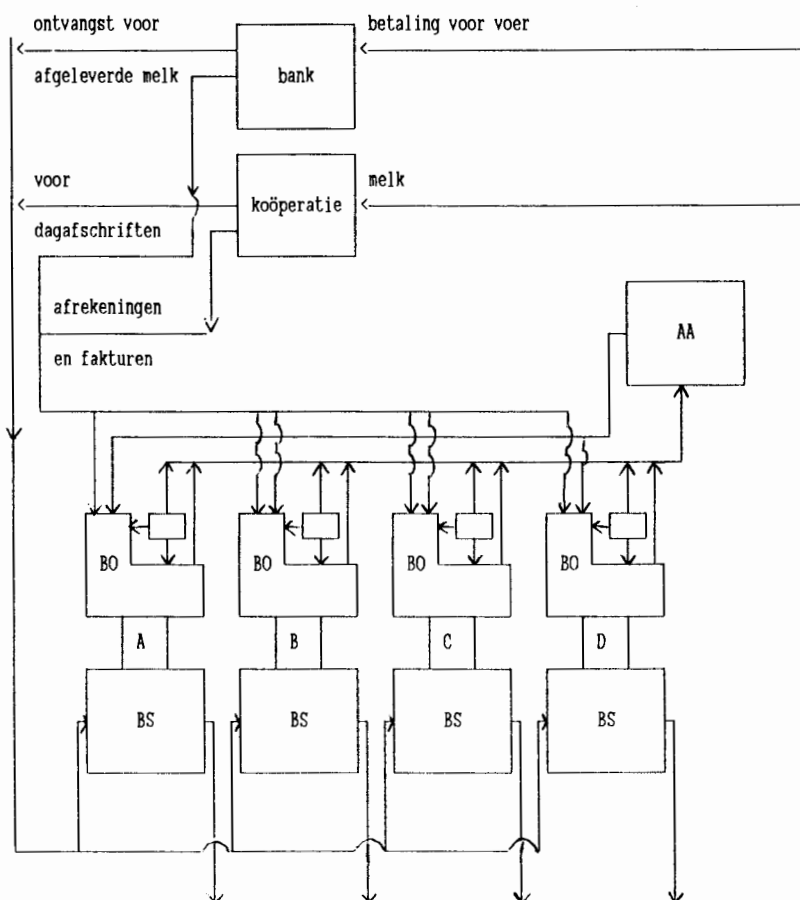 ontvangst voor
betaling voor voer
afgeleverde melk
bank
voor
melk
koöperatie
dagafschriften
afrekeningen
AA
en fakturen
BO
BO
BO
BO
A
B
C
D
BS
BS
BS
BS